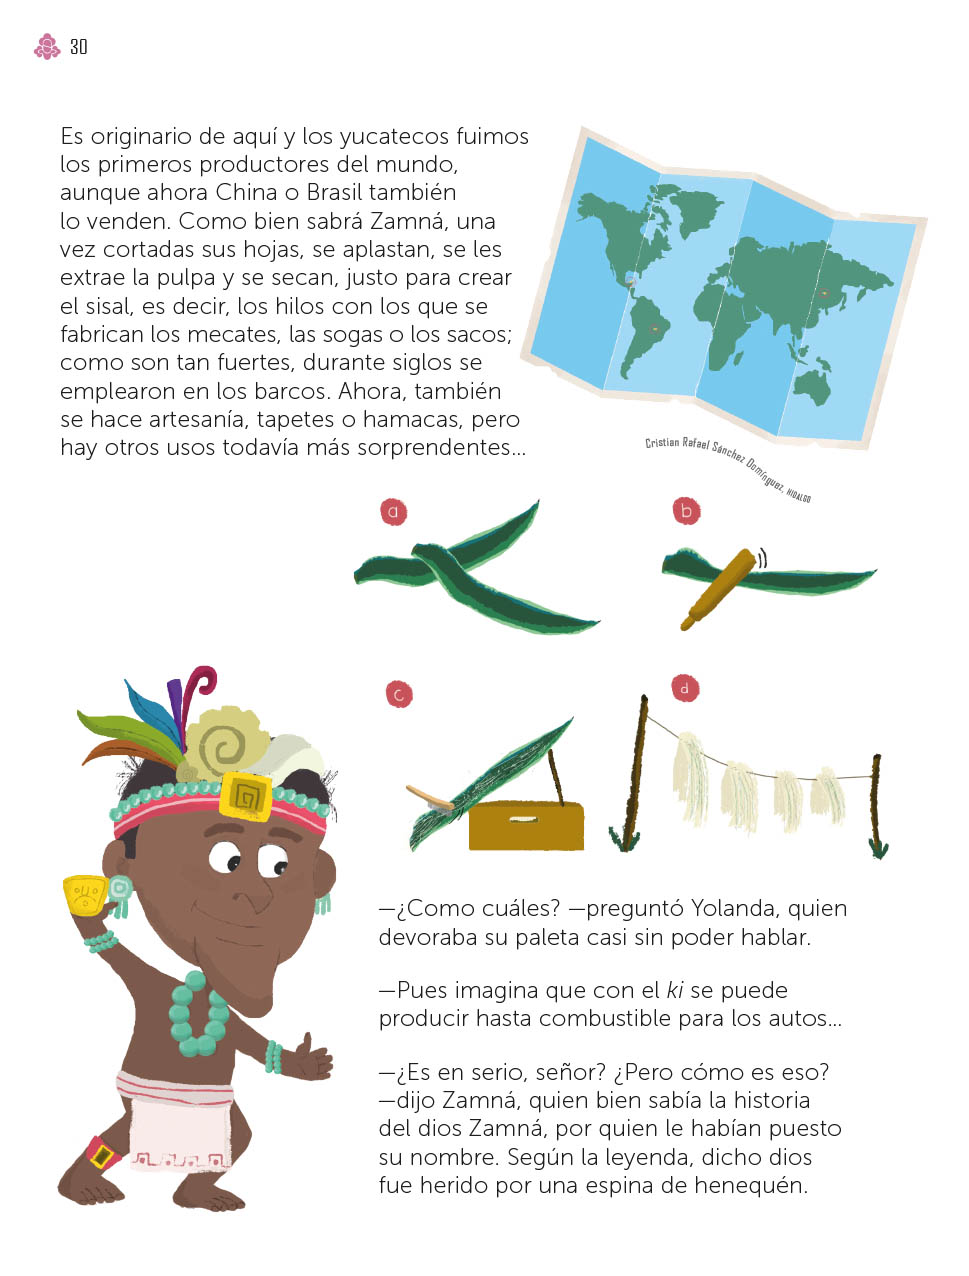 30
Es originario de aquí y los yucatecos fuimos
los primeros productores del mundo,
aunque ahora China o Brasil también
lo venden. Como bien sabrá Zamná, una
vez cortadas sus hojas, se aplastan, se les
extrae la pulpa y se secan, justo para crear
el sisal, es decir, los hilos con los que se
fabrican los mecates, las sogas o los sacos;
como son tan fuertes, durante siglos se
emplearon en los barcos. Ahora, también
se hace artesanía, tapetes o hamacas, pero
hay otros usos todavía más sorprendentes...
Cristian Rafael Sánchez Domínguez, HIDALGO
a
b
c
d
—¿Como cuáles? —preguntó Yolanda, quien
devoraba su paleta casi sin poder hablar.
—Pues imagina que con el ki se puede
producir hasta combustible para los autos...
—¿Es en serio, señor? ¿Pero cómo es eso?
—dijo Zamná, quien bien sabía la historia
del dios Zamná, por quien le habían puesto
su nombre. Según la leyenda, dicho dios
fue herido por una espina de henequén.